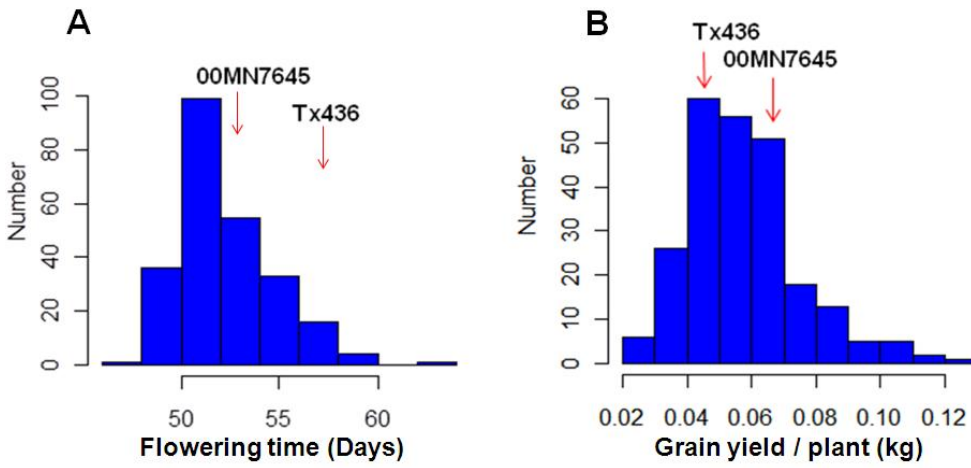 A
00MN7645
Tx436
Number
0 20 40 60 80 100
50 55 60
Flowering time (Days)
B
Tx436
00MN7645
Number
0 10 20 30 40 50 60
0.02 0.04 0.06 0.08 0.10 0.12
Grain yield / plant (kg)